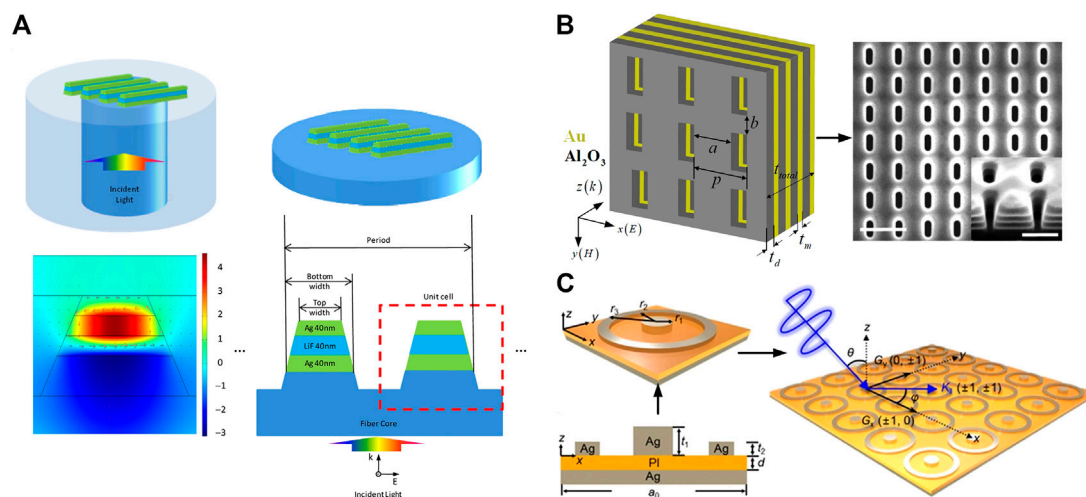 A
Incident
Light
4
3
2
1
0
−1
−2
−3
...
Period
Bottom
width
Top
width
Unit cell
Ag 40nm
LiF 40nm
Ag 40nm
...
Fiber Core
k
E
Incident Light
B
Au
Al₂O₃
z(k)
x(E)
y(H)
a
b
p
t_total
t_m
t_d
C
z
y
x
r₃
r₂
r₁
z
x
Ag
Ag
Ag
t₁
t₂
PI
d
Ag
a₀
z
θ
G_y (0, ±1)
y
K_s (±1, ±1)
φ
G_x (±1, 0)
x